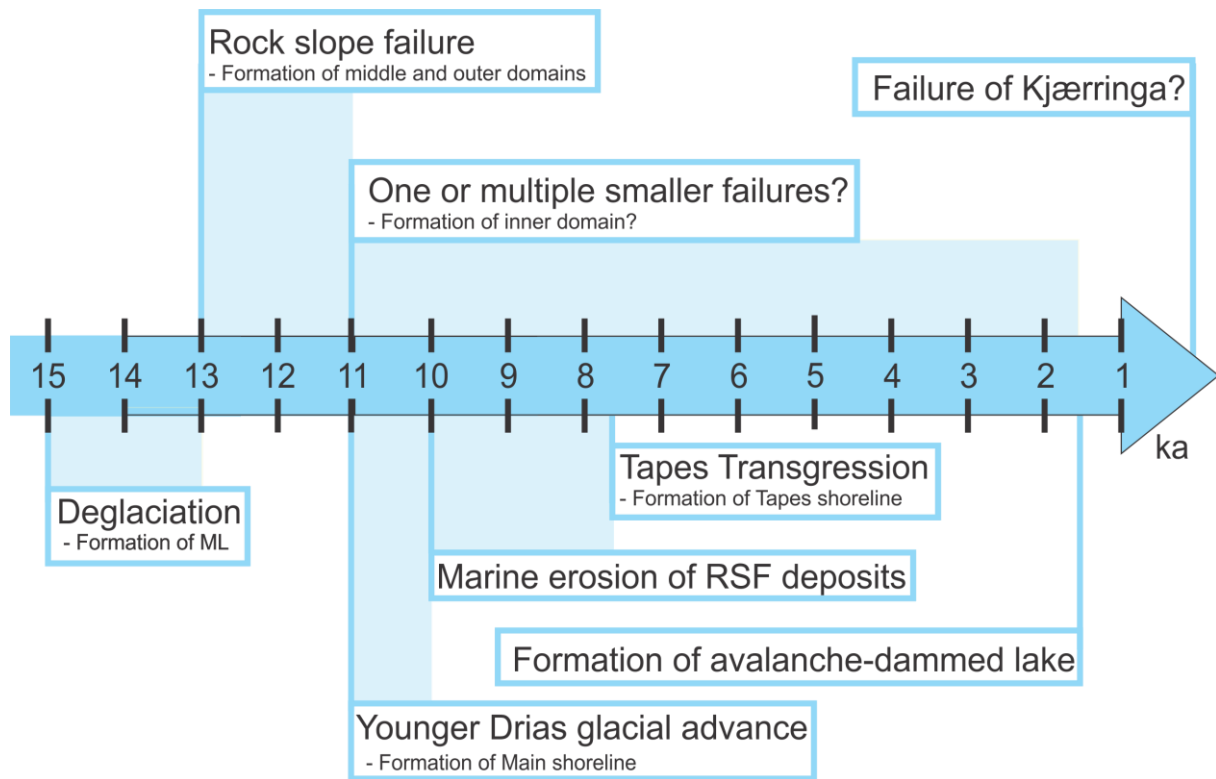 Rock slope failure
- Formation of middle and outer domains
Failure of Kjærringa?
One or multiple smaller failures?
- Formation of inner domain?
15 14 13 12 11 10 9 8 7 6 5 4 3 2 1
ka
Tapes Transgression
- Formation of Tapes shoreline
Deglaciation
- Formation of ML
Marine erosion of RSF deposits
Formation of avalanche-dammed lake
Younger Drias glacial advance
- Formation of Main shoreline